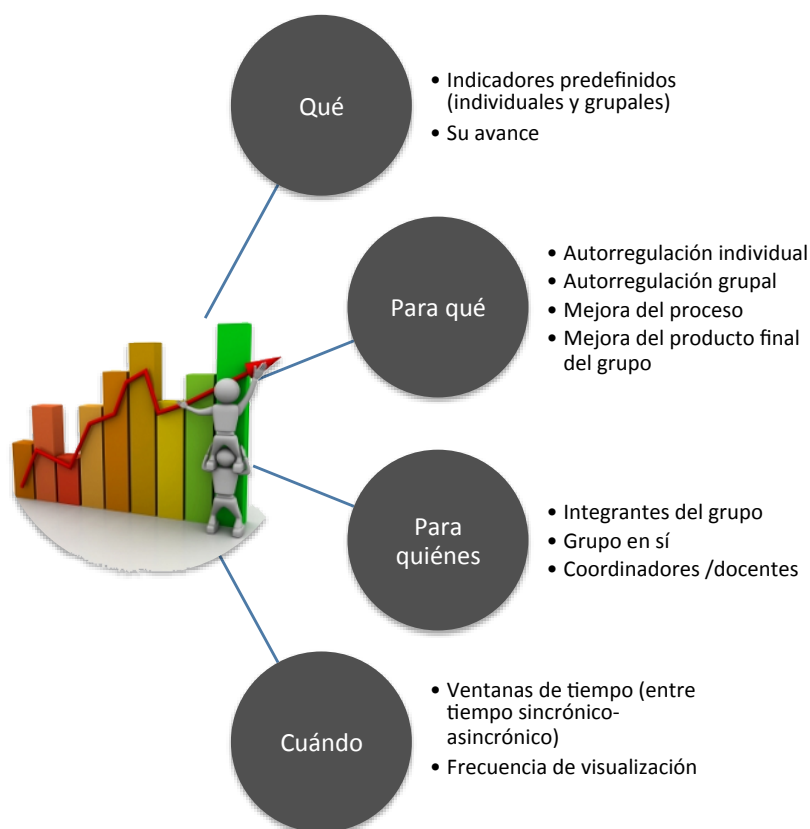 Qué
• Indicadores predefinidos
(individuales y grupales)
• Su avance
Para qué
• Autorregulación individual
• Autorregulación grupal
• Mejora del proceso
• Mejora del producto final
del grupo
Para
quiénes
• Integrantes del grupo
• Grupo en sí
• Coordinadores /docentes
Cuándo
• Ventanas de tiempo (entre
tiempo sincrónico-
asincrónico)
• Frecuencia de visualización